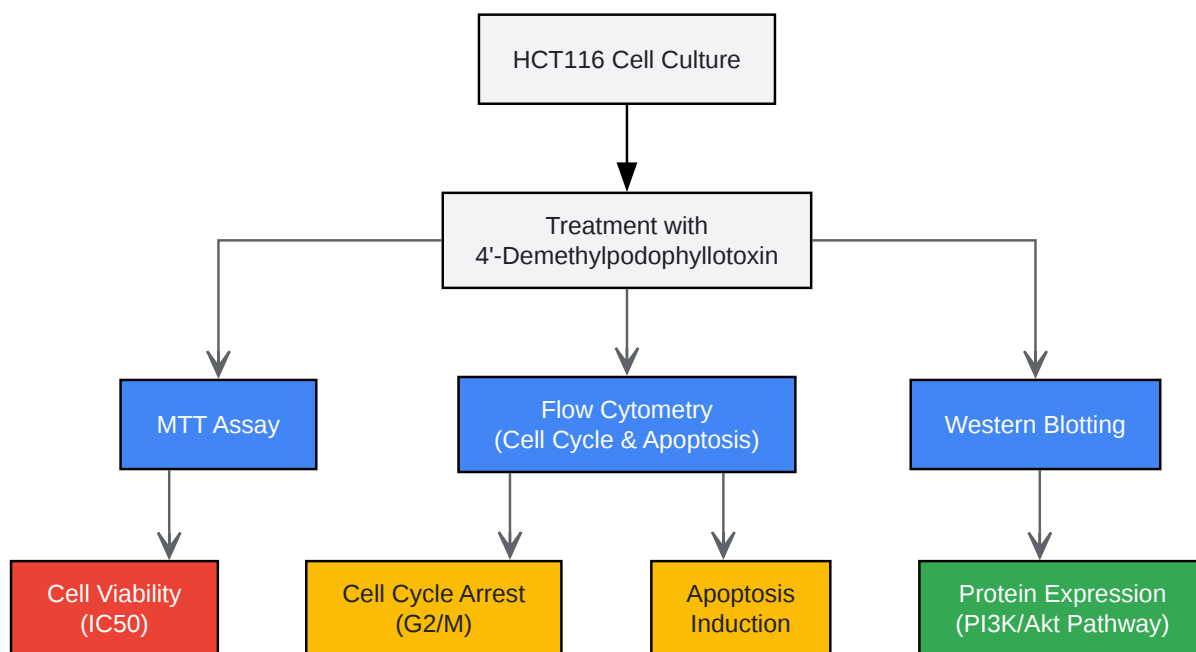 HCT116 Cell Culture
Treatment with
4'-Demethylpodophyllotoxin
MTT Assay
Flow Cytometry
(Cell Cycle & Apoptosis)
Western Blotting
Cell Viability
(IC50)
Cell Cycle Arrest
(G2/M)
Apoptosis
Induction
Protein Expression
(PI3K/Akt Pathway)